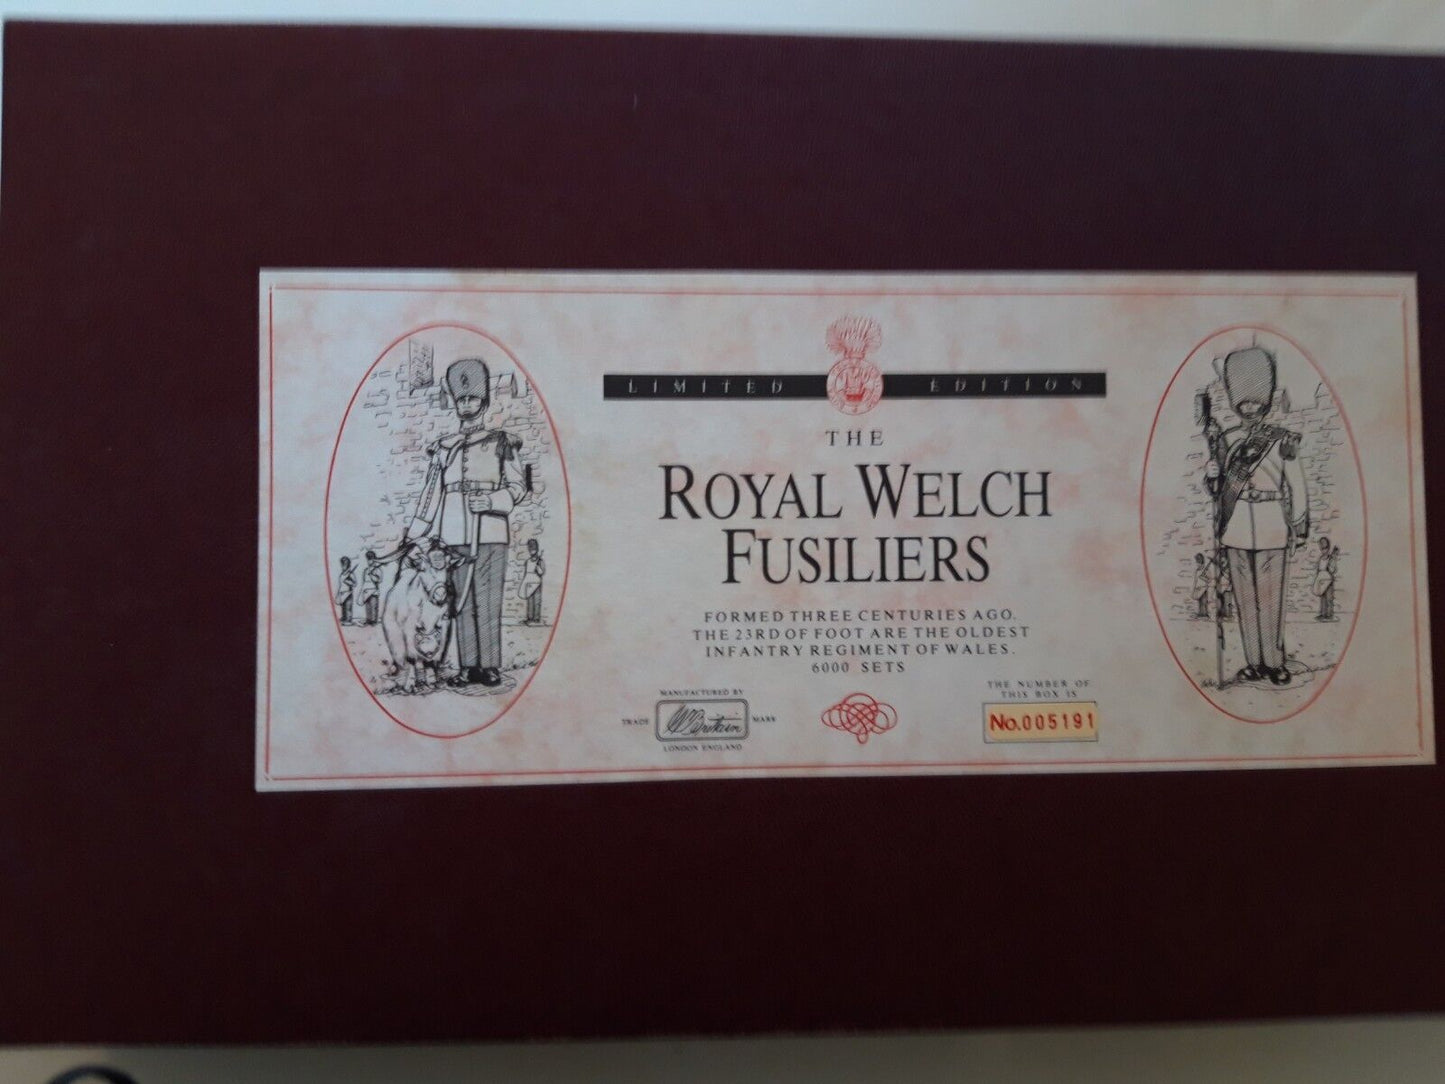 LIMITED EDITION
THE
ROYAL WELCH
FUSILIERS
FORMED THREE CENTURIES AGO.
THE 23RD OF FOOT ARE THE OLDEST
INFANTRY REGIMENT OF WALES.
6000 SETS
MANUFACTURED BY
TRADE W Britain MARK
LONDON ENGLAND
THE NUMBER OF
THIS BOX IS
No.005191